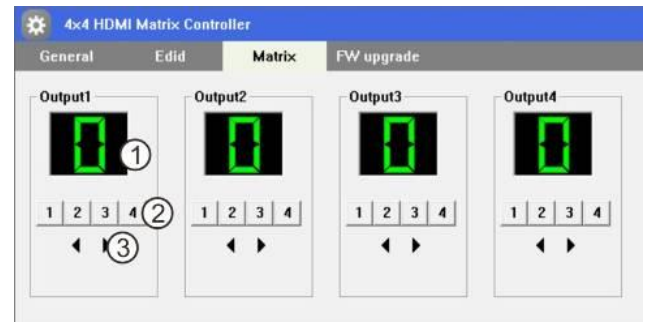 4x4 HDMI Matrix Controller
General Edid Matrix FW upgrade
Output1 Output2 Output3 Output4
0 1 0 0 0
1 2 3 4 2 1 2 3 4 1 2 3 4 1 2 3 4
3